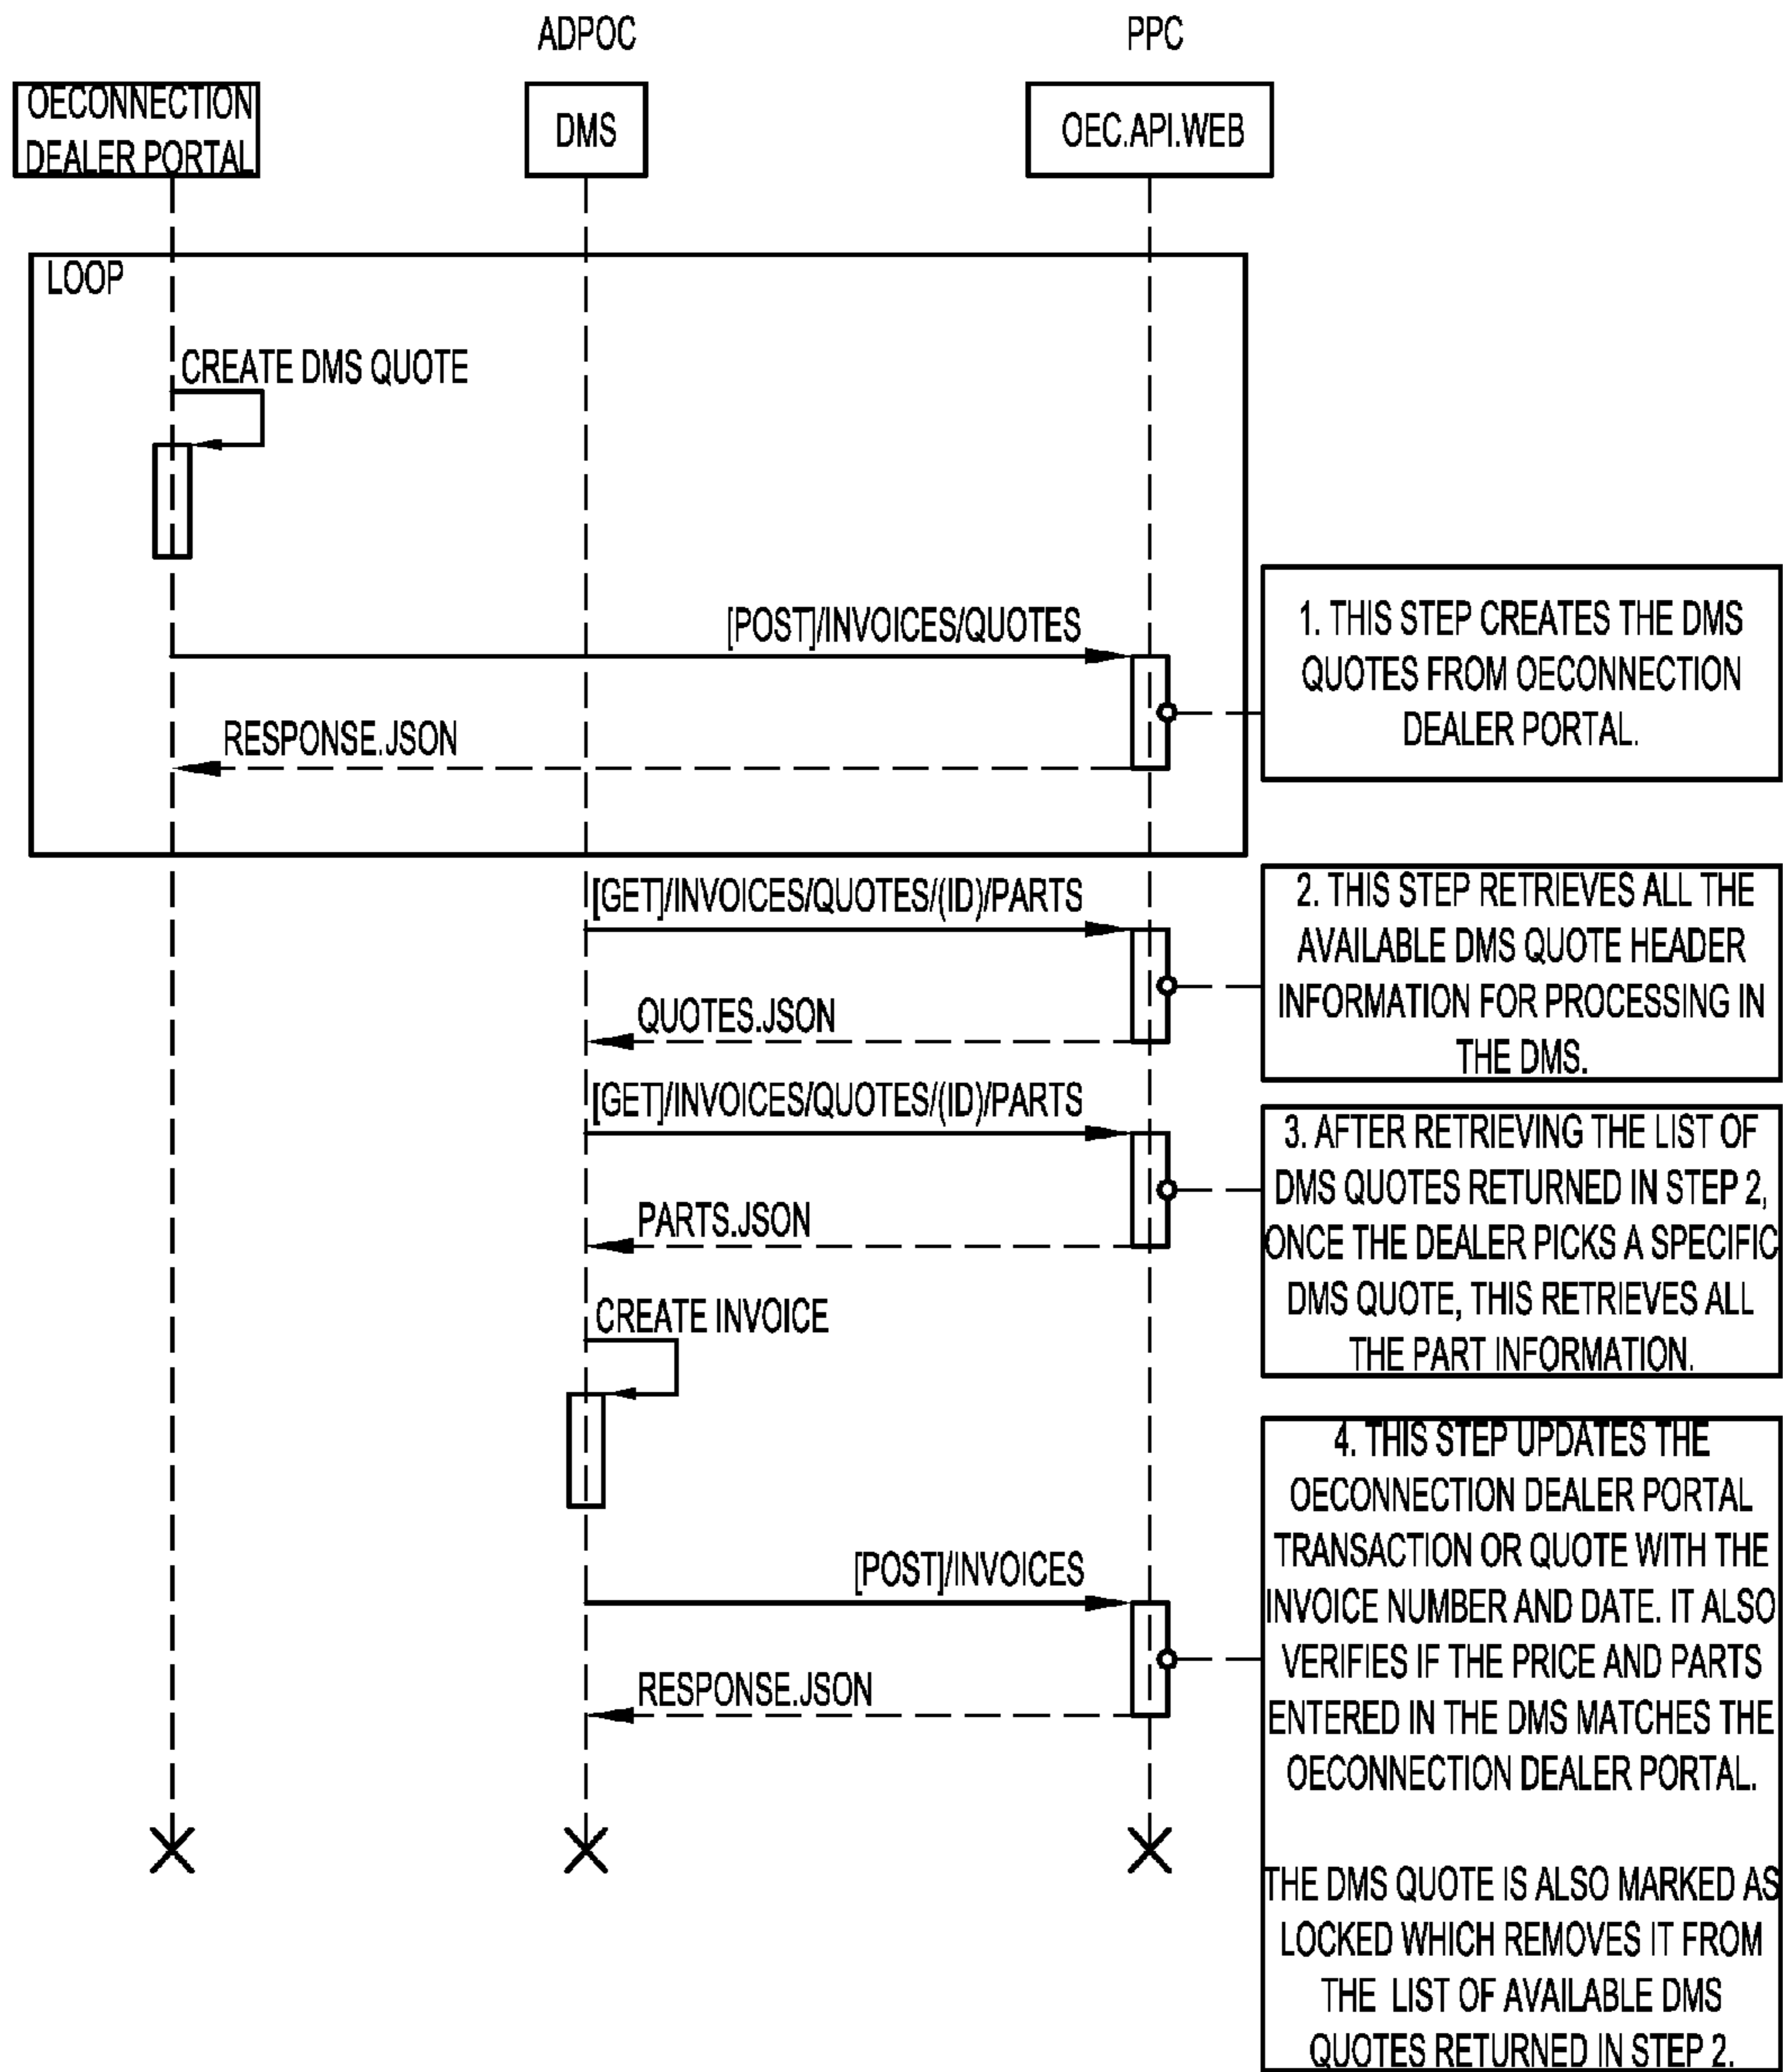 ADPOC
PPC
OECONNECTION
DEALER PORTAL
DMS
OEC.API.WEB
LOOP
CREATE DMS QUOTE
[POST]/INVOICES/QUOTES
RESPONSE.JSON
1. THIS STEP CREATES THE DMS
QUOTES FROM OECONNECTION
DEALER PORTAL.
[GET]/INVOICES/QUOTES/(ID)/PARTS
QUOTES.JSON
2. THIS STEP RETRIEVES ALL THE
AVAILABLE DMS QUOTE HEADER
INFORMATION FOR PROCESSING IN
THE DMS.
[GET]/INVOICES/QUOTES/(ID)/PARTS
PARTS.JSON
3. AFTER RETRIEVING THE LIST OF
DMS QUOTES RETURNED IN STEP 2,
ONCE THE DEALER PICKS A SPECIFIC
DMS QUOTE, THIS RETRIEVES ALL
THE PART INFORMATION.
CREATE INVOICE
[POST]/INVOICES
RESPONSE.JSON
4. THIS STEP UPDATES THE
OECONNECTION DEALER PORTAL
TRANSACTION OR QUOTE WITH THE
INVOICE NUMBER AND DATE. IT ALSO
VERIFIES IF THE PRICE AND PARTS
ENTERED IN THE DMS MATCHES THE
OECONNECTION DEALER PORTAL.
THE DMS QUOTE IS ALSO MARKED AS
LOCKED WHICH REMOVES IT FROM
THE LIST OF AVAILABLE DMS
QUOTES RETURNED IN STEP 2.